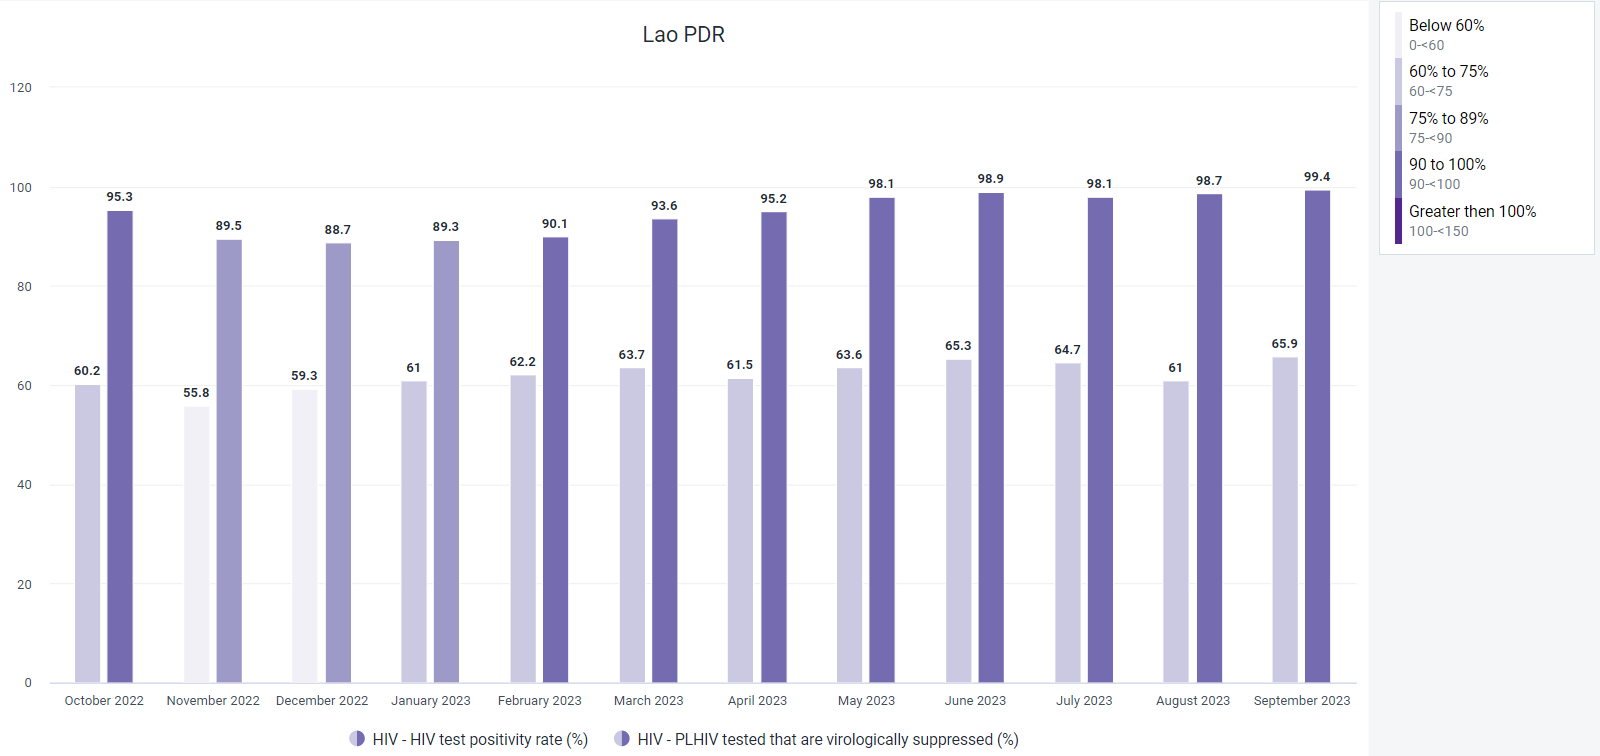 Lao PDR
120
100
80
60
40
20
0
95.3
89.5
88.7
89.3
90.1
93.6
95.2
98.1
98.9
98.1
98.7
99.4
60.2
55.8
59.3
61
62.2
63.7
61.5
63.6
65.3
64.7
61
65.9
October 2022
November 2022
December 2022
January 2023
February 2023
March 2023
April 2023
May 2023
June 2023
July 2023
August 2023
September 2023
HIV - HIV test positivity rate (%)
HIV - PLHIV tested that are virologically suppressed (%)
Below 60%
0-<60
60% to 75%
60-<75
75% to 89%
75-<90
90 to 100%
90-<100
Greater then 100%
100-<150